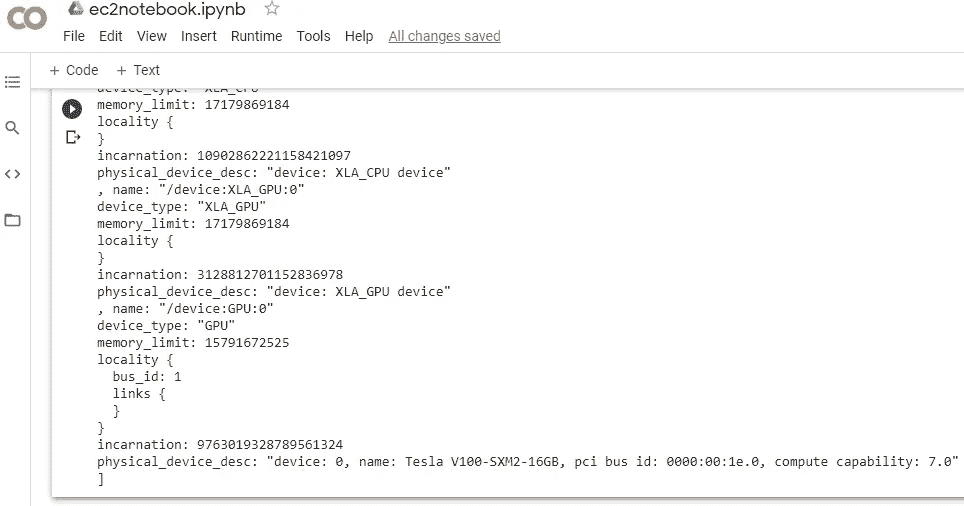 CO
ec2notebook.ipynb
File Edit View Insert Runtime Tools Help All changes saved
+ Code + Text
device_type: "XLA_CPU"
memory_limit: 17179869184
locality {
}
incarnation: 10902862221158421097
physical_device_desc: "device: XLA_CPU device"
, name: "/device:XLA_GPU:0"
device_type: "XLA_GPU"
memory_limit: 17179869184
locality {
}
incarnation: 3128812701152836978
physical_device_desc: "device: XLA_GPU device"
, name: "/device:GPU:0"
device_type: "GPU"
memory_limit: 15791672525
locality {
  bus_id: 1
  links {
  }
}
incarnation: 9763019328789561324
physical_device_desc: "device: 0, name: Tesla V100-SXM2-16GB, pci bus id: 0000:00:1e.0, compute capability: 7.0"
]